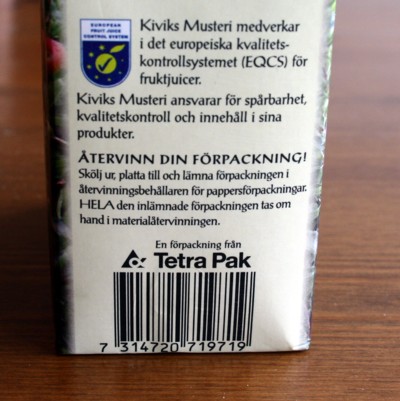 EUROPEAN
FRUIT JUICE
CONTROL SYSTEM
Kiviks Musteri medverkar
i det europeiska kvalitets-
kontrollsystemet (EQCS) för
fruktjuicer.
Kiviks Musteri ansvarar för spårbarhet,
kvalitetskontroll och innehåll i sina
produkter.
ÅTERVINN DIN FÖRPACKNING!
Skölj ur, platta till och lämna förpackningen i
återvinningsbehållaren för pappersförpackningar.
HELA den inlämnade förpackningen tas om
hand i materialåtervinningen.
En förpackning från
Tetra Pak
7 314720 719719